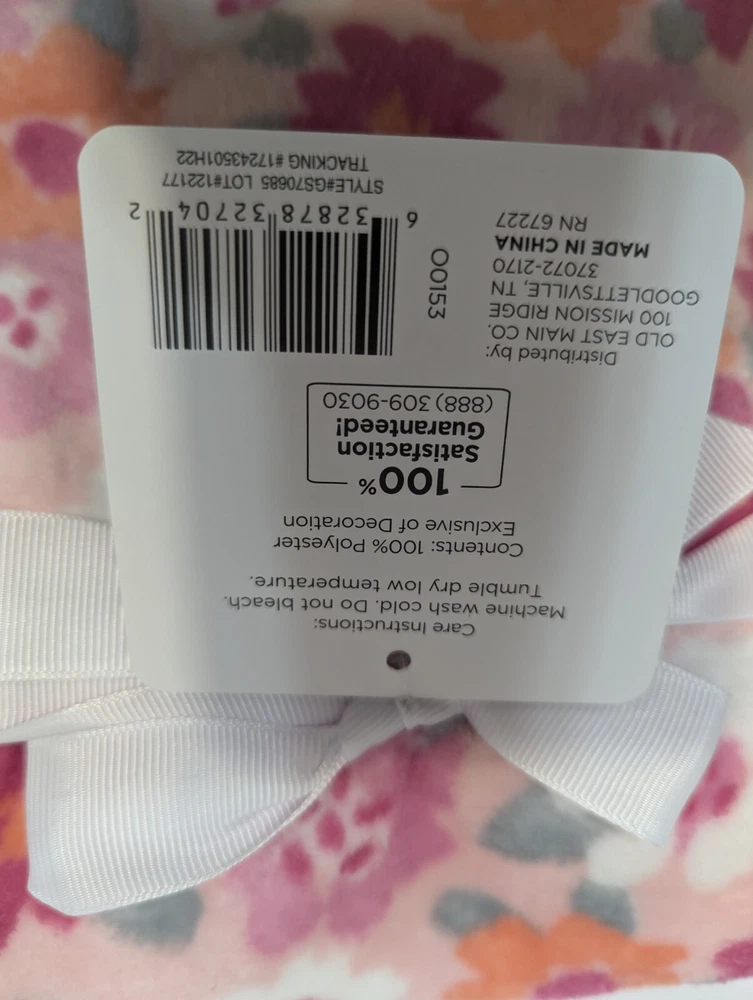 Care Instructions:
Machine wash cold. Do not bleach.
Tumble dry low temperature.
Contents: 100% Polyester
Exclusive of Decoration
100%
Satisfaction
Guaranteed!
(888) 309-9030
Distributed by:
OLD EAST MAIN CO.
100 MISSION RIDGE
GOODLETTSVILLE, TN
37072-2170
MADE IN CHINA
RN 67227
00153
6 32878 32704 2
STYLE#GS70685 LOT#122177
TRACKING #17243501H22